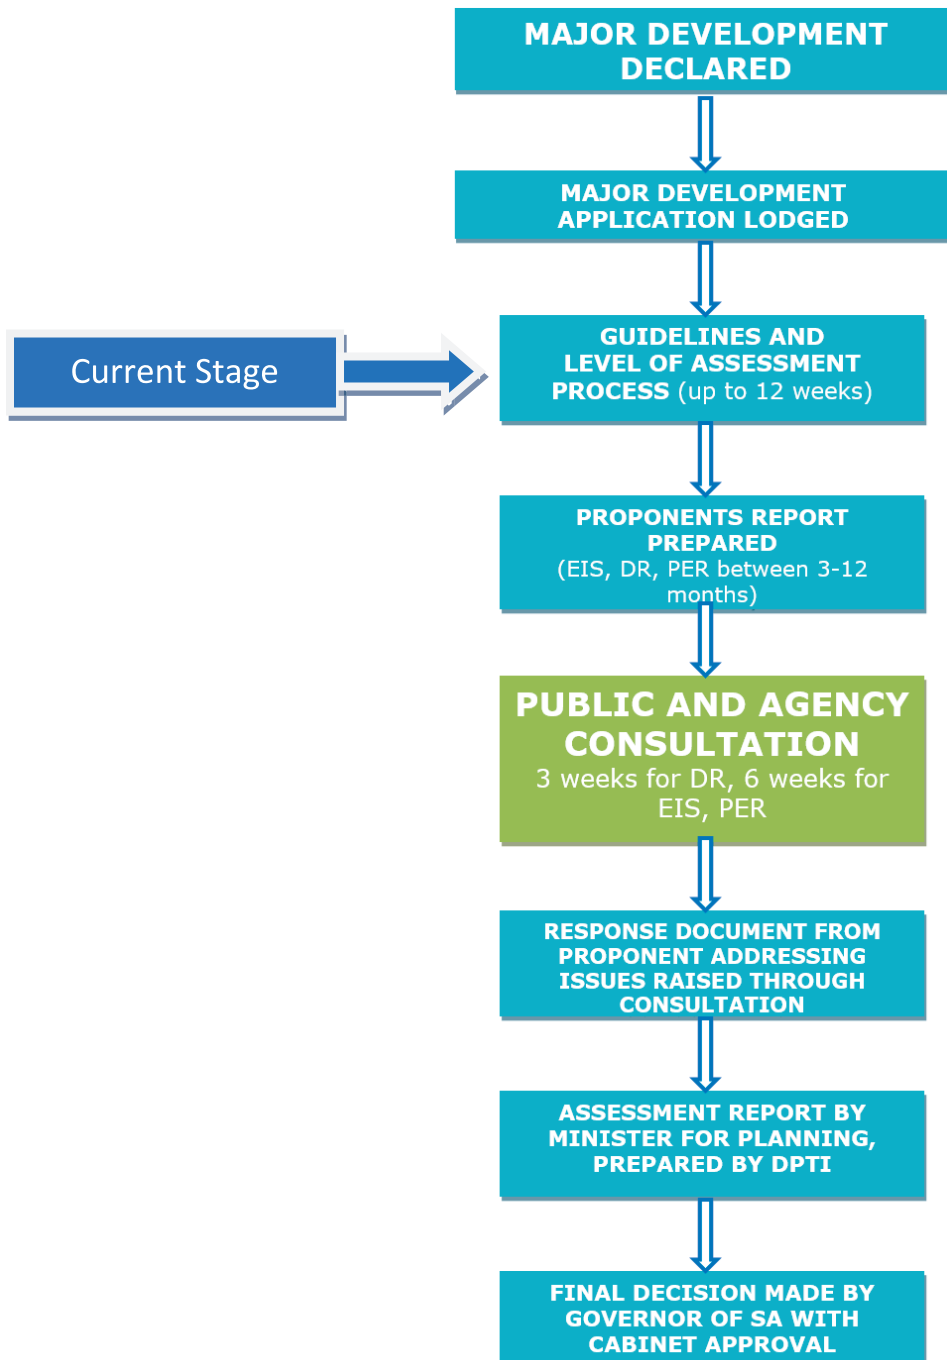 MAJOR DEVELOPMENT
DECLARED
MAJOR DEVELOPMENT
APPLICATION LODGED
Current Stage
GUIDELINES AND
LEVEL OF ASSESSMENT
PROCESS (up to 12 weeks)
PROPONENTS REPORT
PREPARED
(EIS, DR, PER between 3-12
months)
PUBLIC AND AGENCY
CONSULTATION
3 weeks for DR, 6 weeks for
EIS, PER
RESPONSE DOCUMENT FROM
PROPONENT ADDRESSING
ISSUES RAISED THROUGH
CONSULTATION
ASSESSMENT REPORT BY
MINISTER FOR PLANNING,
PREPARED BY DPTI
FINAL DECISION MADE BY
GOVERNOR OF SA WITH
CABINET APPROVAL